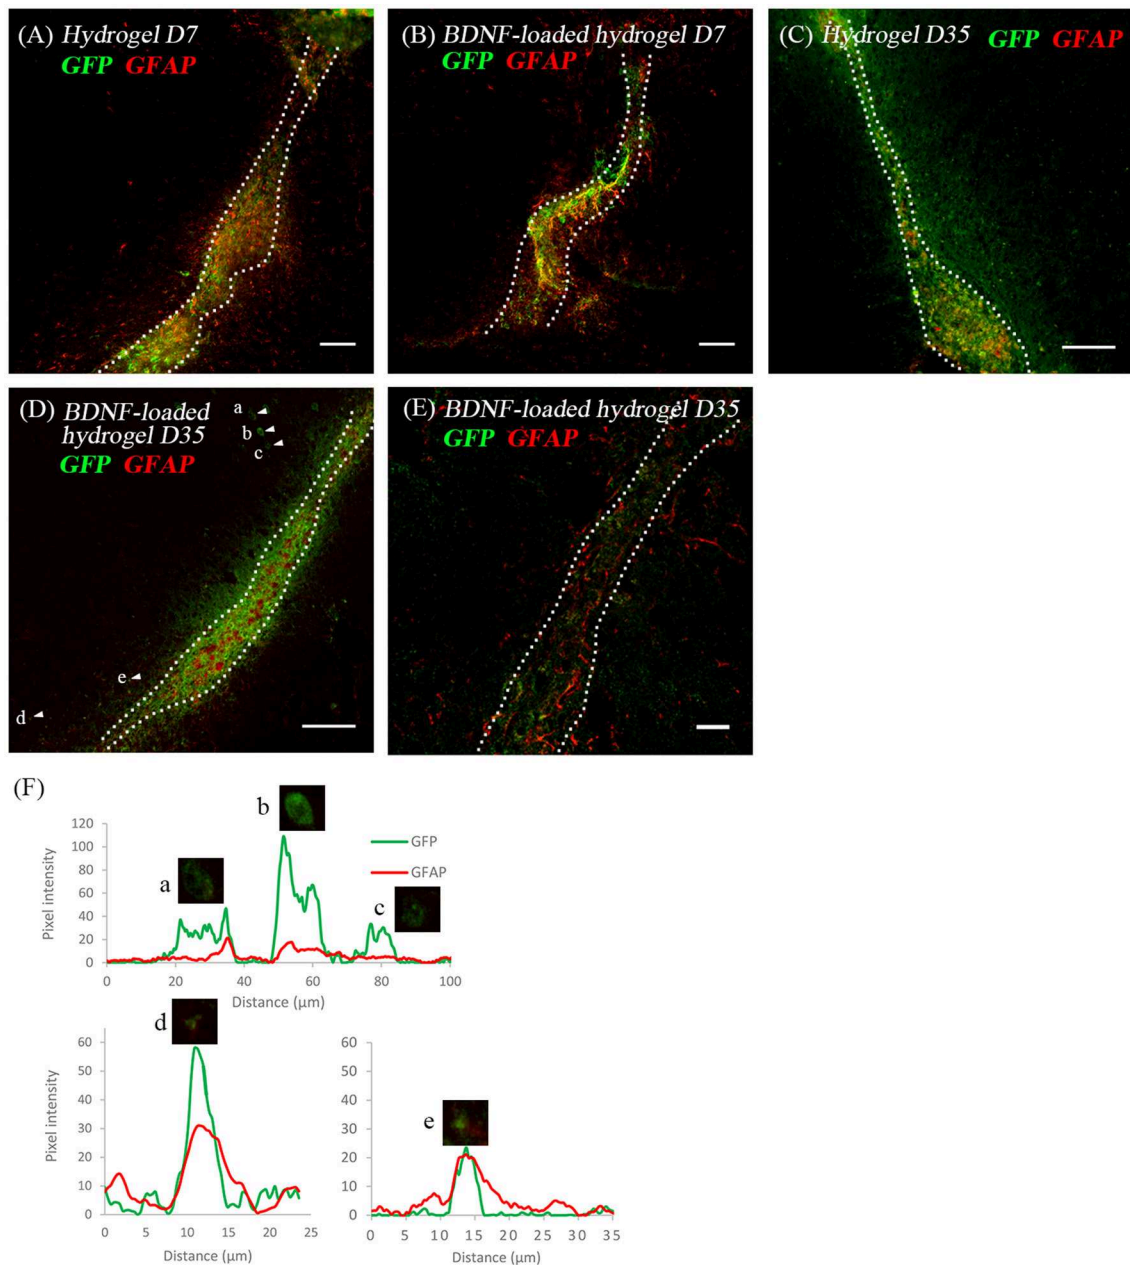 (A) Hydrogel D7
GFP GFAP
(B) BDNF-loaded hydrogel D7
GFP GFAP
(C) Hydrogel D35 GFP GFAP
(D) BDNF-loaded
hydrogel D35
GFP GFAP
a
b
c
e
d
(E) BDNF-loaded hydrogel D35
GFP GFAP
(F)
b
a
c
GFP
GFAP
Pixel intensity
120
100
80
60
40
20
0
0 20 40 60 80 100
Distance (µm)
d
Pixel intensity
60
50
40
30
20
10
0
0 5 10 15 20 25
Distance (µm)
e
60
50
40
30
20
10
0
0 5 10 15 20 25 30 35
Distance (µm)